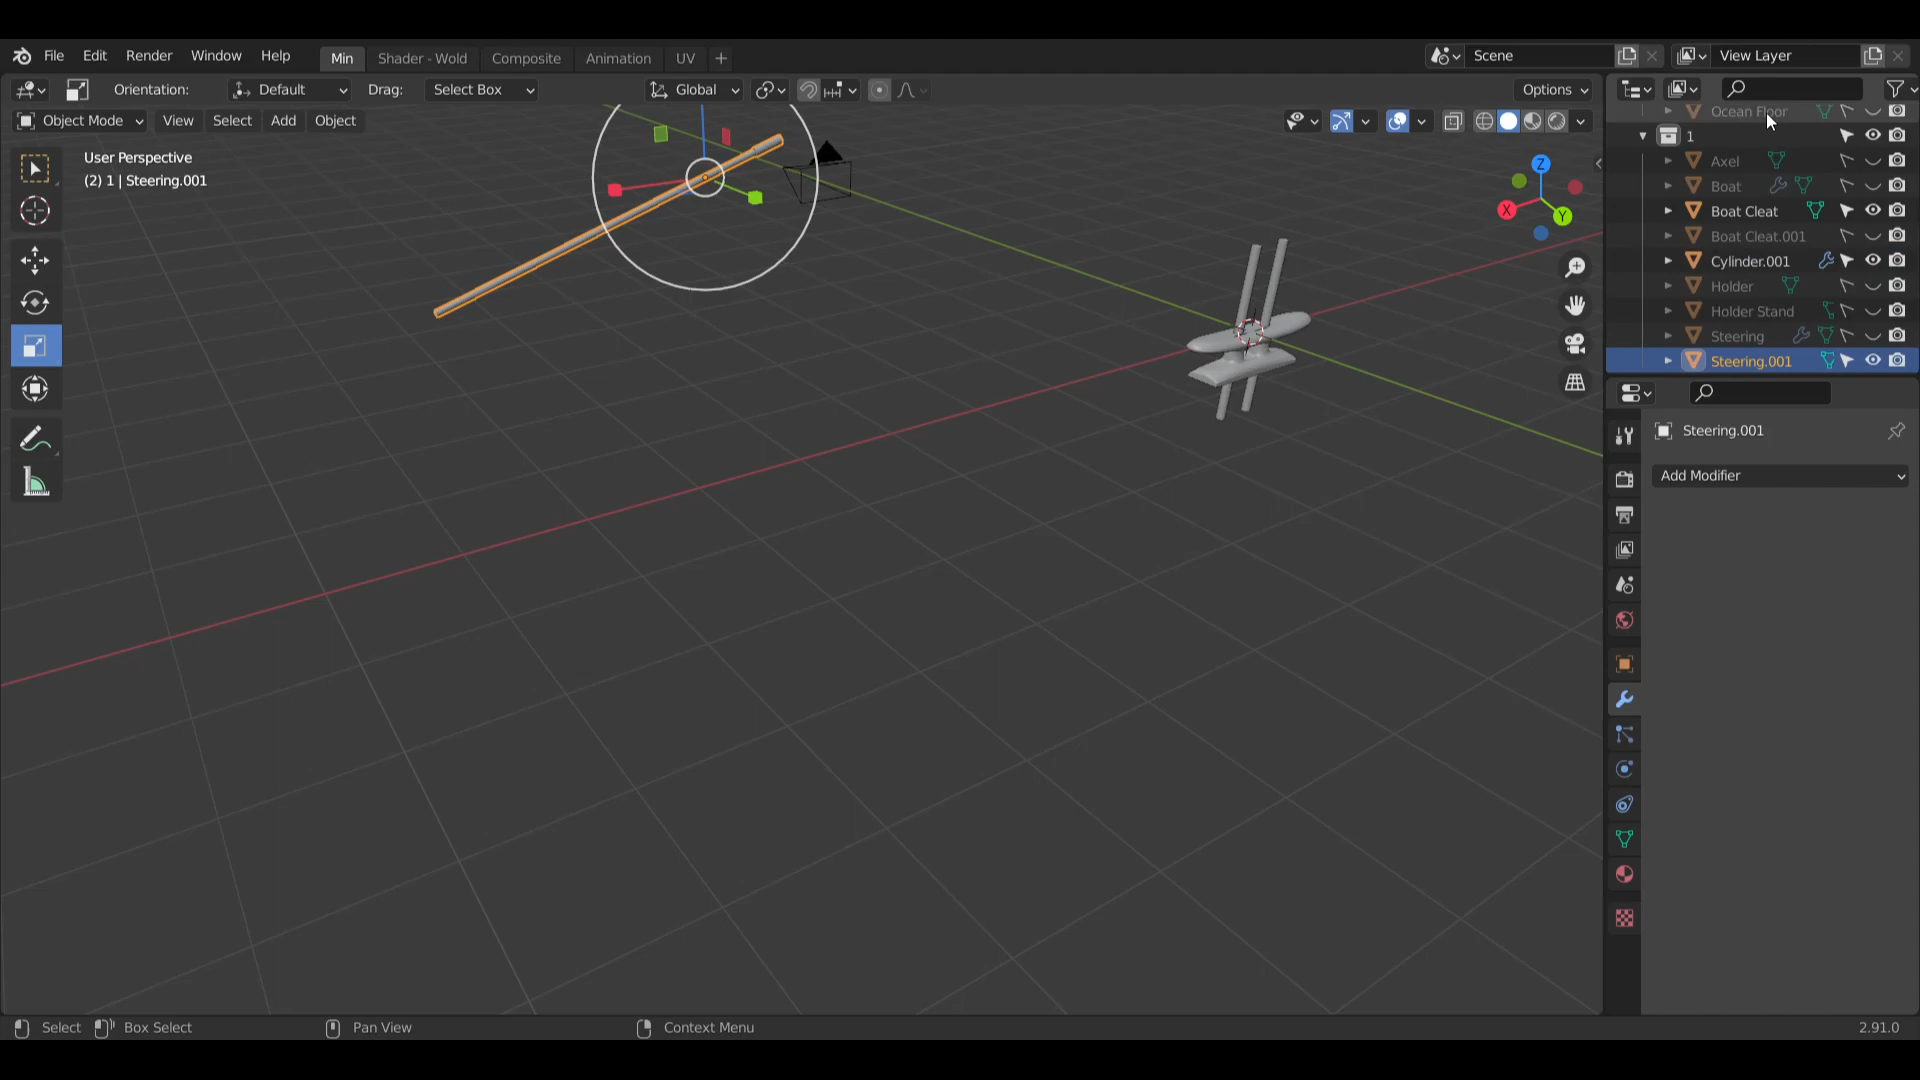 File Edit Render Window Help Min Shader - Wold Composite Animation UV + Scene View Layer
Orientation: Default Drag: Select Box Global Options
Object Mode View Select Add Object
Ocean Floor
1
User Perspective
(2) 1 | Steering.001
Z
X
Y
Axel
Boat
Boat Cleat
Boat Cleat.001
Cylinder.001
Holder
Holder Stand
Steering
Steering.001
Steering.001
Add Modifier
Select Box Select Pan View Context Menu 2.91.0